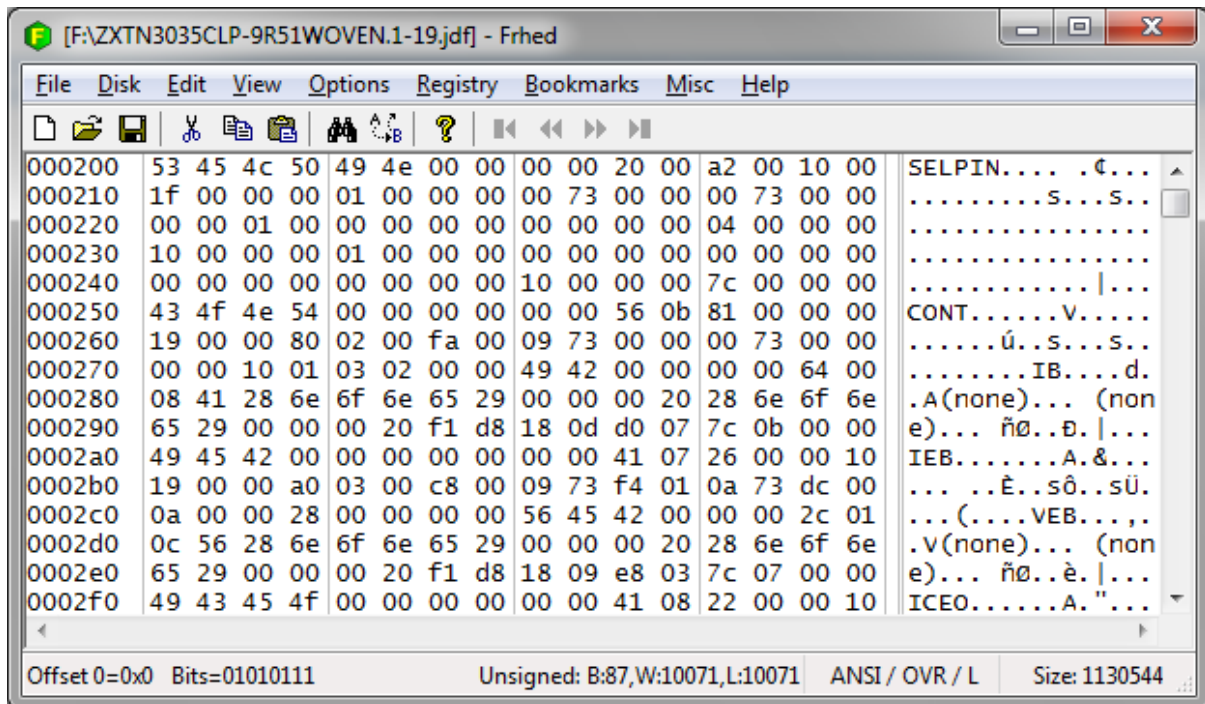 [F:\ZXTN3035CLP-9R51WOVEN.1-19.jdf] - Frhed
File Disk Edit View Options Registry Bookmarks Misc Help
000200 53 45 4c 50 49 4e 00 00 00 00 20 00 a2 00 10 00 SELPIN.... .¢...
000210 1f 00 00 00 01 00 00 00 00 73 00 00 00 73 00 00 .........s...s..
000220 00 00 01 00 00 00 00 00 00 00 00 00 04 00 00 00 ................
000230 10 00 00 00 01 00 00 00 00 00 00 00 00 00 00 00 ................
000240 00 00 00 00 00 00 00 00 10 00 00 00 7c 00 00 00 ............|...
000250 43 4f 4e 54 00 00 00 00 00 00 56 0b 81 00 00 00 CONT......V.....
000260 19 00 00 80 02 00 fa 00 09 73 00 00 00 73 00 00 ......ú..s...s..
000270 00 00 10 01 03 02 00 00 49 42 00 00 00 00 64 00 ........IB....d.
000280 08 41 28 6e 6f 6e 65 29 00 00 00 20 28 6e 6f 6e .A(none)... (non
000290 65 29 00 00 00 20 f1 d8 18 0d d0 07 7c 0b 00 00 e)... ñØ..Ð.|...
0002a0 49 45 42 00 00 00 00 00 00 00 41 07 26 00 00 10 IEB.......A.&...
0002b0 19 00 00 a0 03 00 c8 00 09 73 f4 01 0a 73 dc 00 ... ..È..sô..sÜ.
0002c0 0a 00 00 28 00 00 00 00 56 45 42 00 00 00 2c 01 ...(....VEB...,.
0002d0 0c 56 28 6e 6f 6e 65 29 00 00 00 20 28 6e 6f 6e .V(none)... (non
0002e0 65 29 00 00 00 20 f1 d8 18 09 e8 03 7c 07 00 00 e)... ñØ..è.|...
0002f0 49 43 45 4f 00 00 00 00 00 00 41 08 22 00 00 10 ICEO......A."...
Offset 0=0x0 Bits=01010111 Unsigned: B:87,W:10071,L:10071 ANSI / OVR / L Size: 1130544